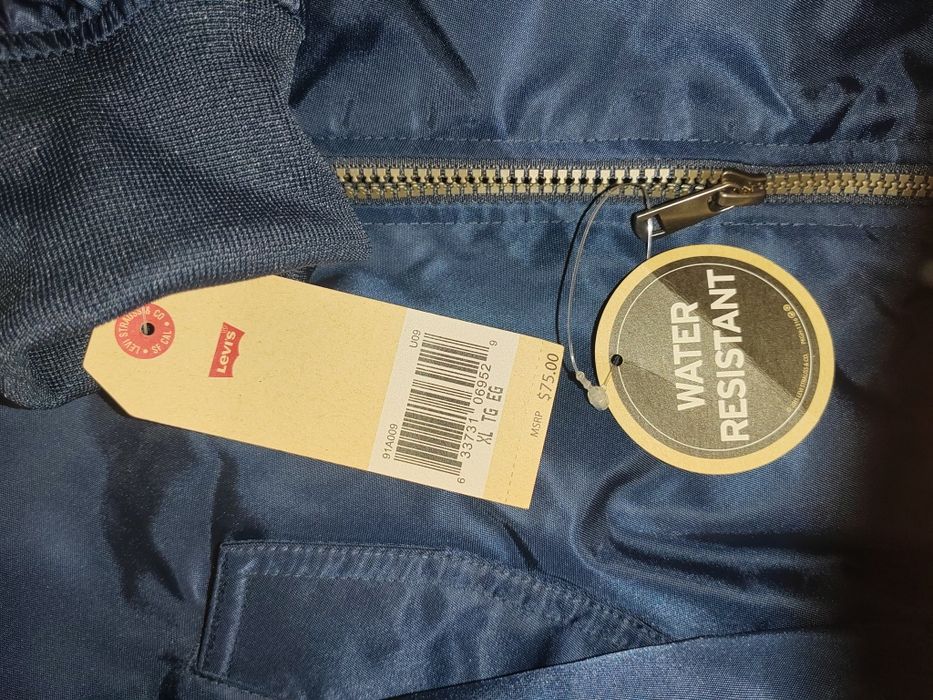 LEVI STRAUSS & CO
SF CAL.
Levi's
91A009
U09
6 33731 06952 9
XL TG EG
MSRP $75.00
WATER
RESISTANT